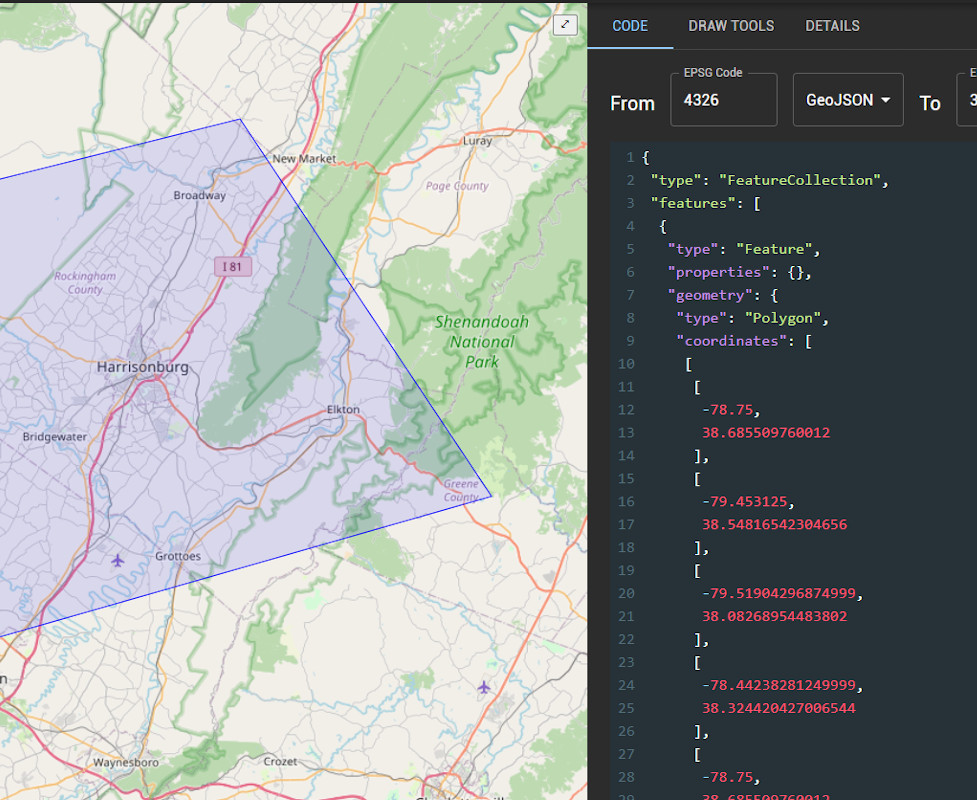 New Market
Luray
Page County
Broadway
I 81
Rockingham
County
Shenandoah
National
Park
Harrisonburg
Elkton
Bridgewater
Greene
County
Grottoes
n
Waynesboro
Crozet
CODE
DRAW TOOLS
DETAILS
From
EPSG Code
4326
GeoJSON
To
E
3
1 {
2 "type": "FeatureCollection",
3 "features": [
4 {
5 "type": "Feature",
6 "properties": {},
7 "geometry": {
8 "type": "Polygon",
9 "coordinates": [
10 [
11 [
12 -78.75,
13 38.685509760012
14 ],
15 [
16 -79.453125,
17 38.54816542304656
18 ],
19 [
20 -79.51904296874999,
21 38.08268954483802
22 ],
23 [
24 -78.44238281249999,
25 38.324420427006544
26 ],
27 [
28 -78.75,
29 38.685509760012